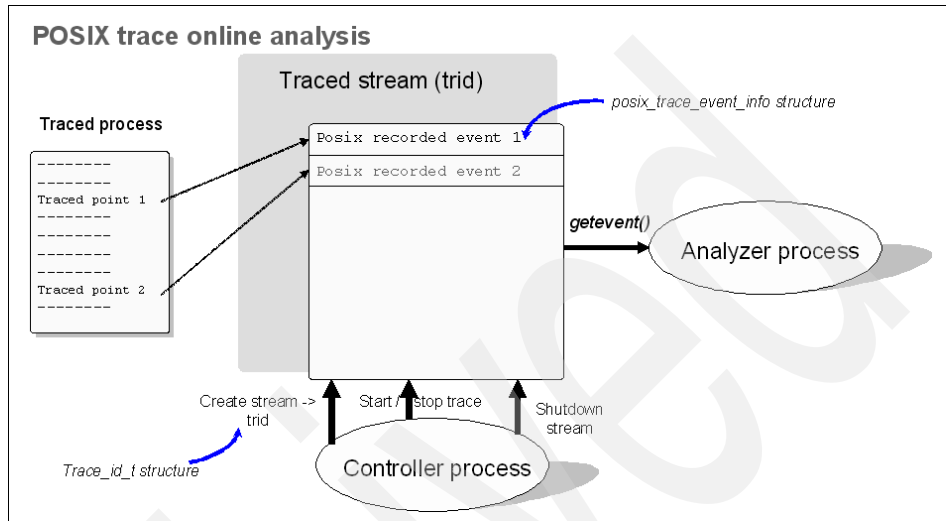 POSIX trace online analysis
Traced stream (trid)
posix_trace_event_info structure
Traced process
Posix recorded event 1
Posix recorded event 2
--------
--------
Traced point 1
--------
--------
--------
--------
Traced point 2
--------
getevent()
Analyzer process
Create stream ->
trid
Start / stop trace
Shutdown
stream
Trace_id_t structure
Controller process